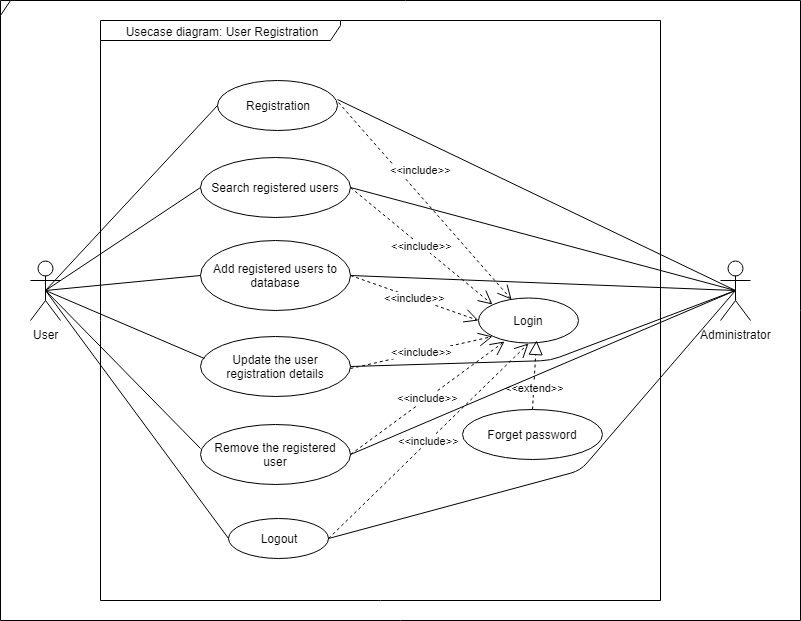 Usecase diagram: User Registration
Registration
<<include>>
Search registered users
<<include>>
Add registered users to
database
<<include>>
Login
User
Administrator
Update the user
registration details
<<include>>
<<extend>>
<<include>>
Forget password
Remove the registered
user
<<include>>
Logout